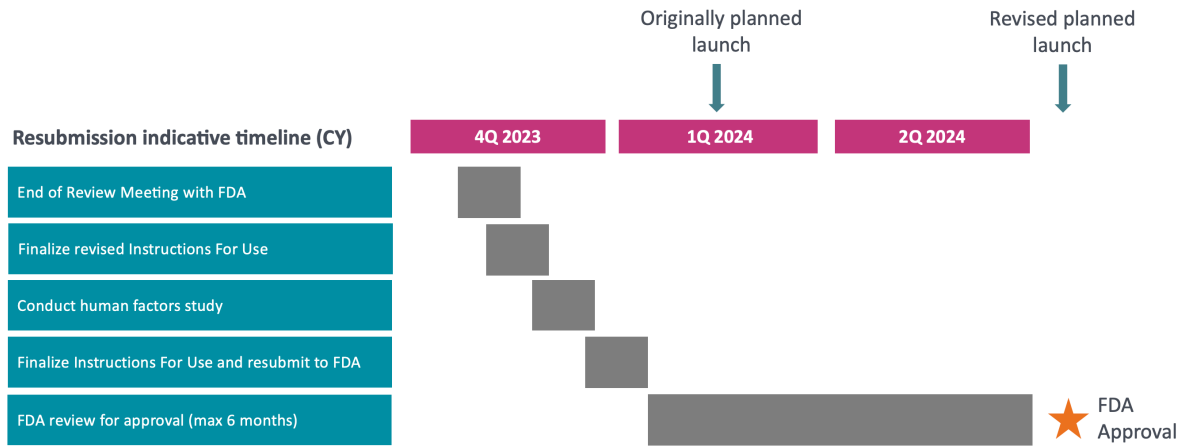 Originally planned
launch
Revised planned
launch
Resubmission indicative timeline (CY)
4Q 2023
1Q 2024
2Q 2024
End of Review Meeting with FDA
Finalize revised Instructions For Use
Conduct human factors study
Finalize Instructions For Use and resubmit to FDA
FDA review for approval (max 6 months)
FDA
Approval